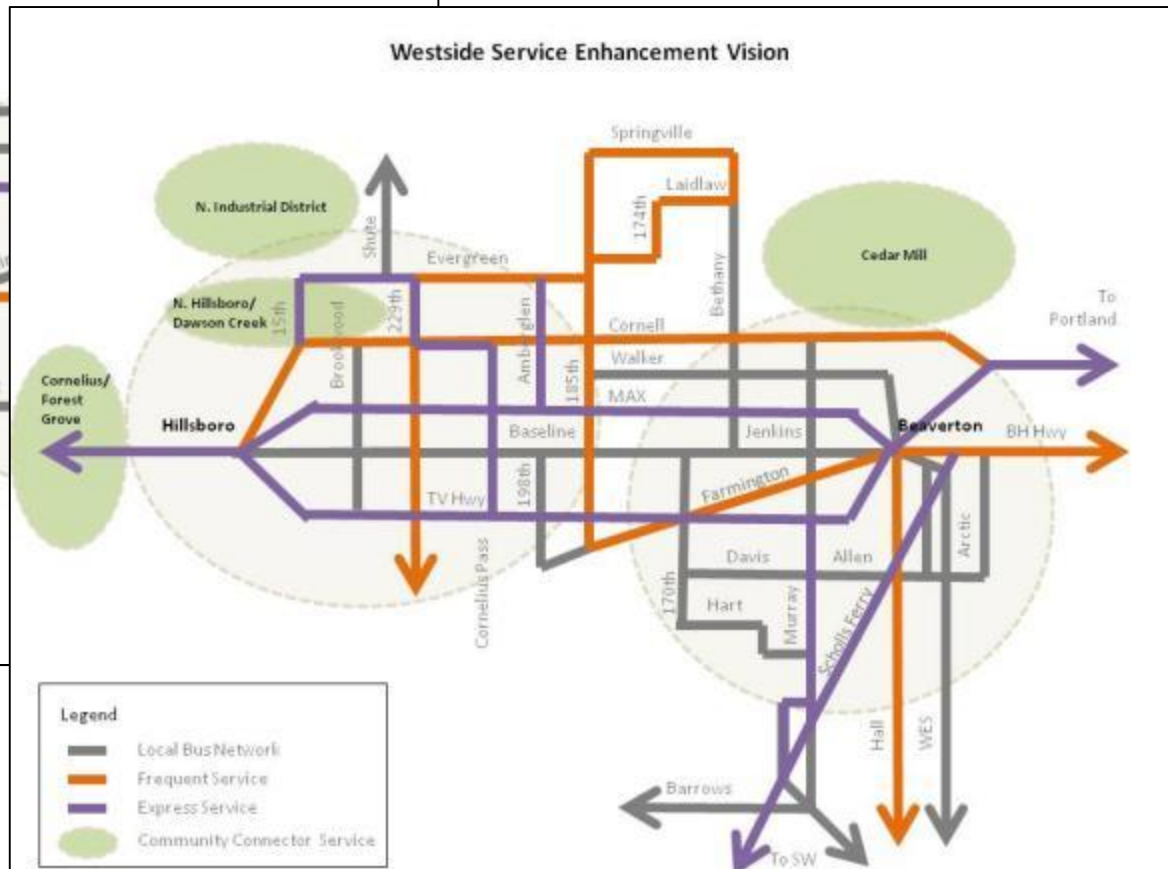 Westside Service Enhancement Vision
Springville
Laidlaw
174th
N. Industrial District
Shute
Cedar Mill
Evergreen
Bethany
To
Portland
N. Hillsboro/
Dawson Creek
15th
Brookwood
229th
Amberglen
Cornell
Walker
185th
MAX
Cornelius/
Forest
Grove
Hillsboro
Baseline
Jenkins
Beaverton
BH Hwy
198th
Farmington
TV Hwy
Cornelius Pass
Davis
Allen
Arctic
170th
Hart
Murray
Scholls Ferry
Hall
WES
Barrows
To SW
Legend
Local Bus Network
Frequent Service
Express Service
Community Connector Service